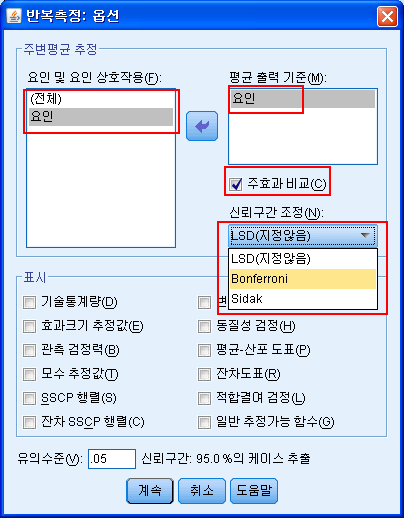 반복측정: 옵션
주변평균 추정
요인 및 요인 상호작용(F):
(전체)
요인
평균 출력 기준(M):
요인
주효과 비교(C)
신뢰구간 조정(N):
LSD(지정않음)
LSD(지정않음)
Bonferroni
Sidak
표시
기술통계량(D)
효과크기 추정값(E)
동질성 검정(H)
관측 검정력(B)
평균-산포 도표(P)
모수 추정값(T)
잔차도표(R)
SSCP 행렬(S)
적합결여 검정(L)
잔차 SSCP 행렬(C)
일반 추정가능 함수(G)
유의수준(V): .05 신뢰구간: 95.0%의 케이스 추출
계속 취소 도움말